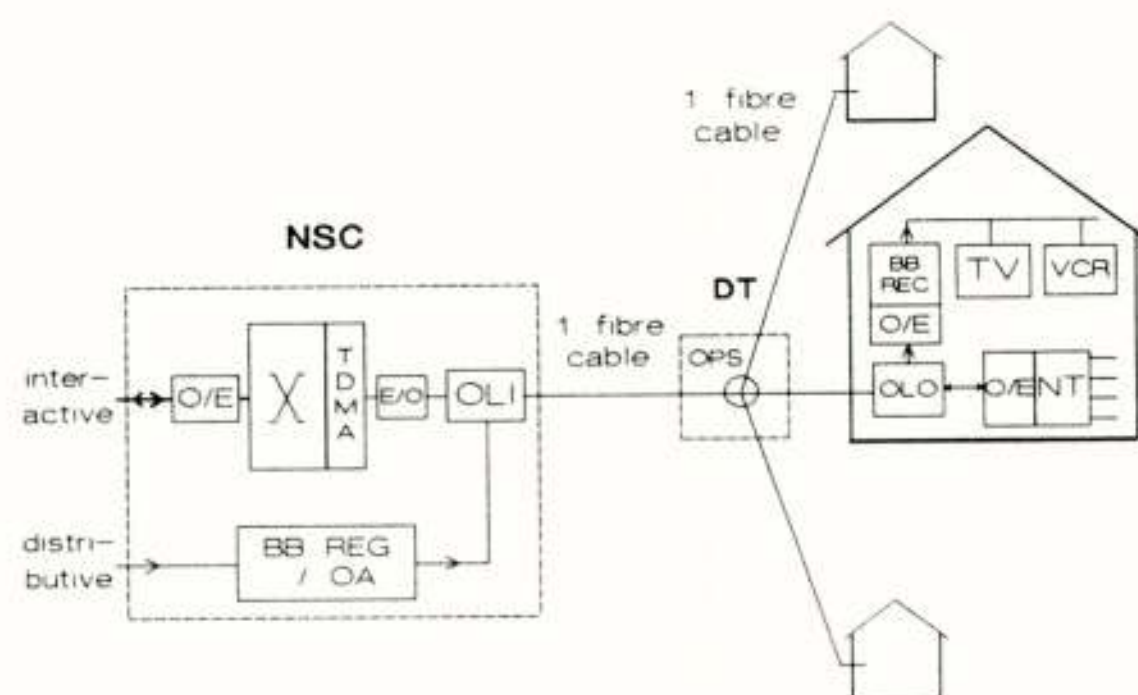 NSC
inter-
active
O/E
TDMA
E/O
OLI
distri-
butive
BB REG
/ OA
1 fibre
cable
DT
OPS
1 fibre
cable
BB
REC
O/E
TV
VCR
OLO
O/E
NT